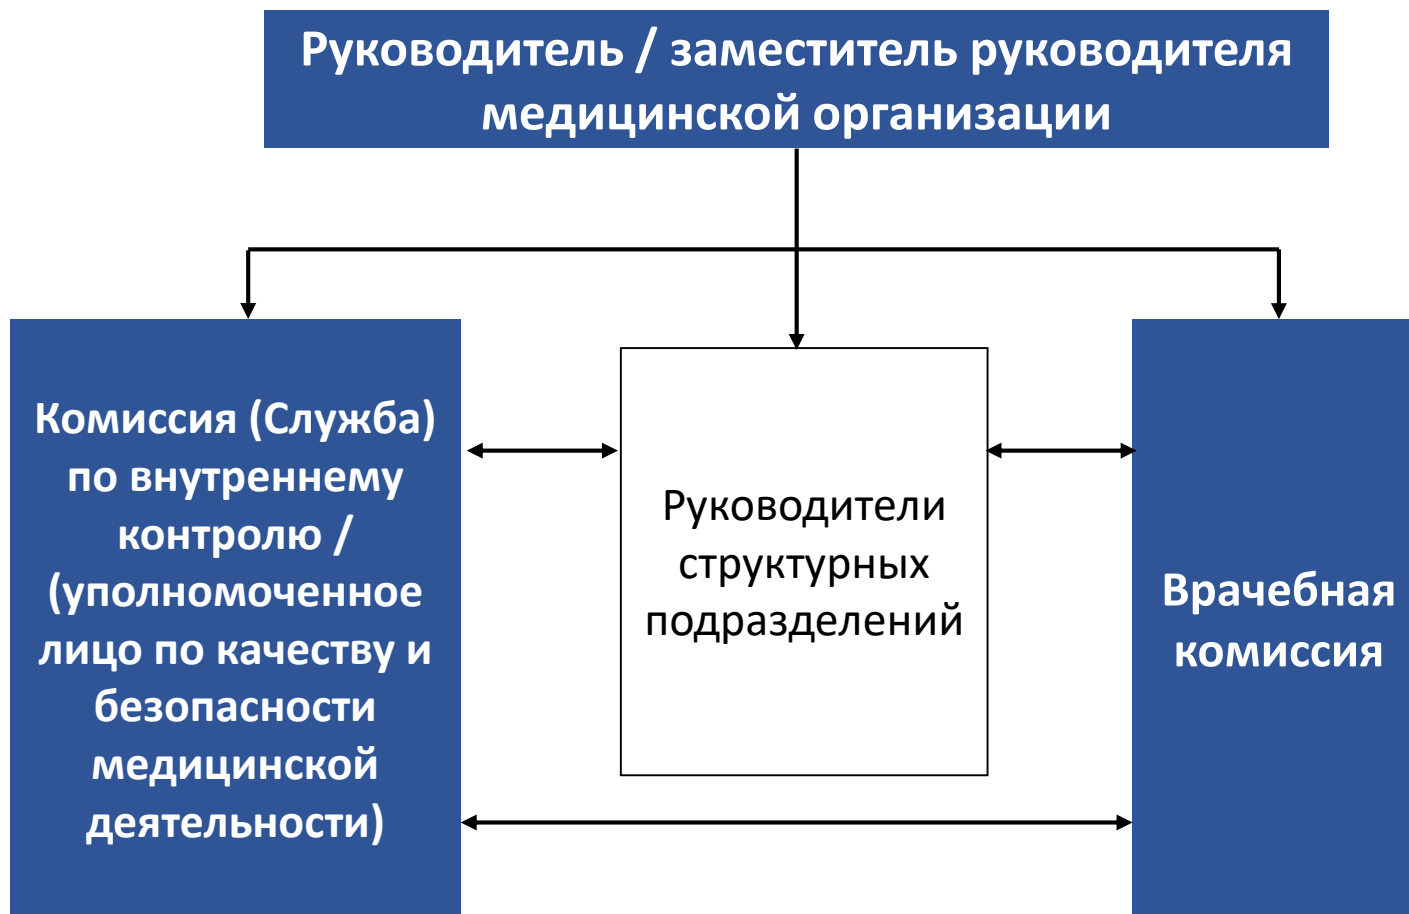 Руководитель / заместитель руководителя
медицинской организации
Комиссия (Служба)
по внутреннему
контролю /
(уполномоченное
лицо по качеству и
безопасности
медицинской
деятельности)
Руководители
структурных
подразделений
Врачебная
комиссия